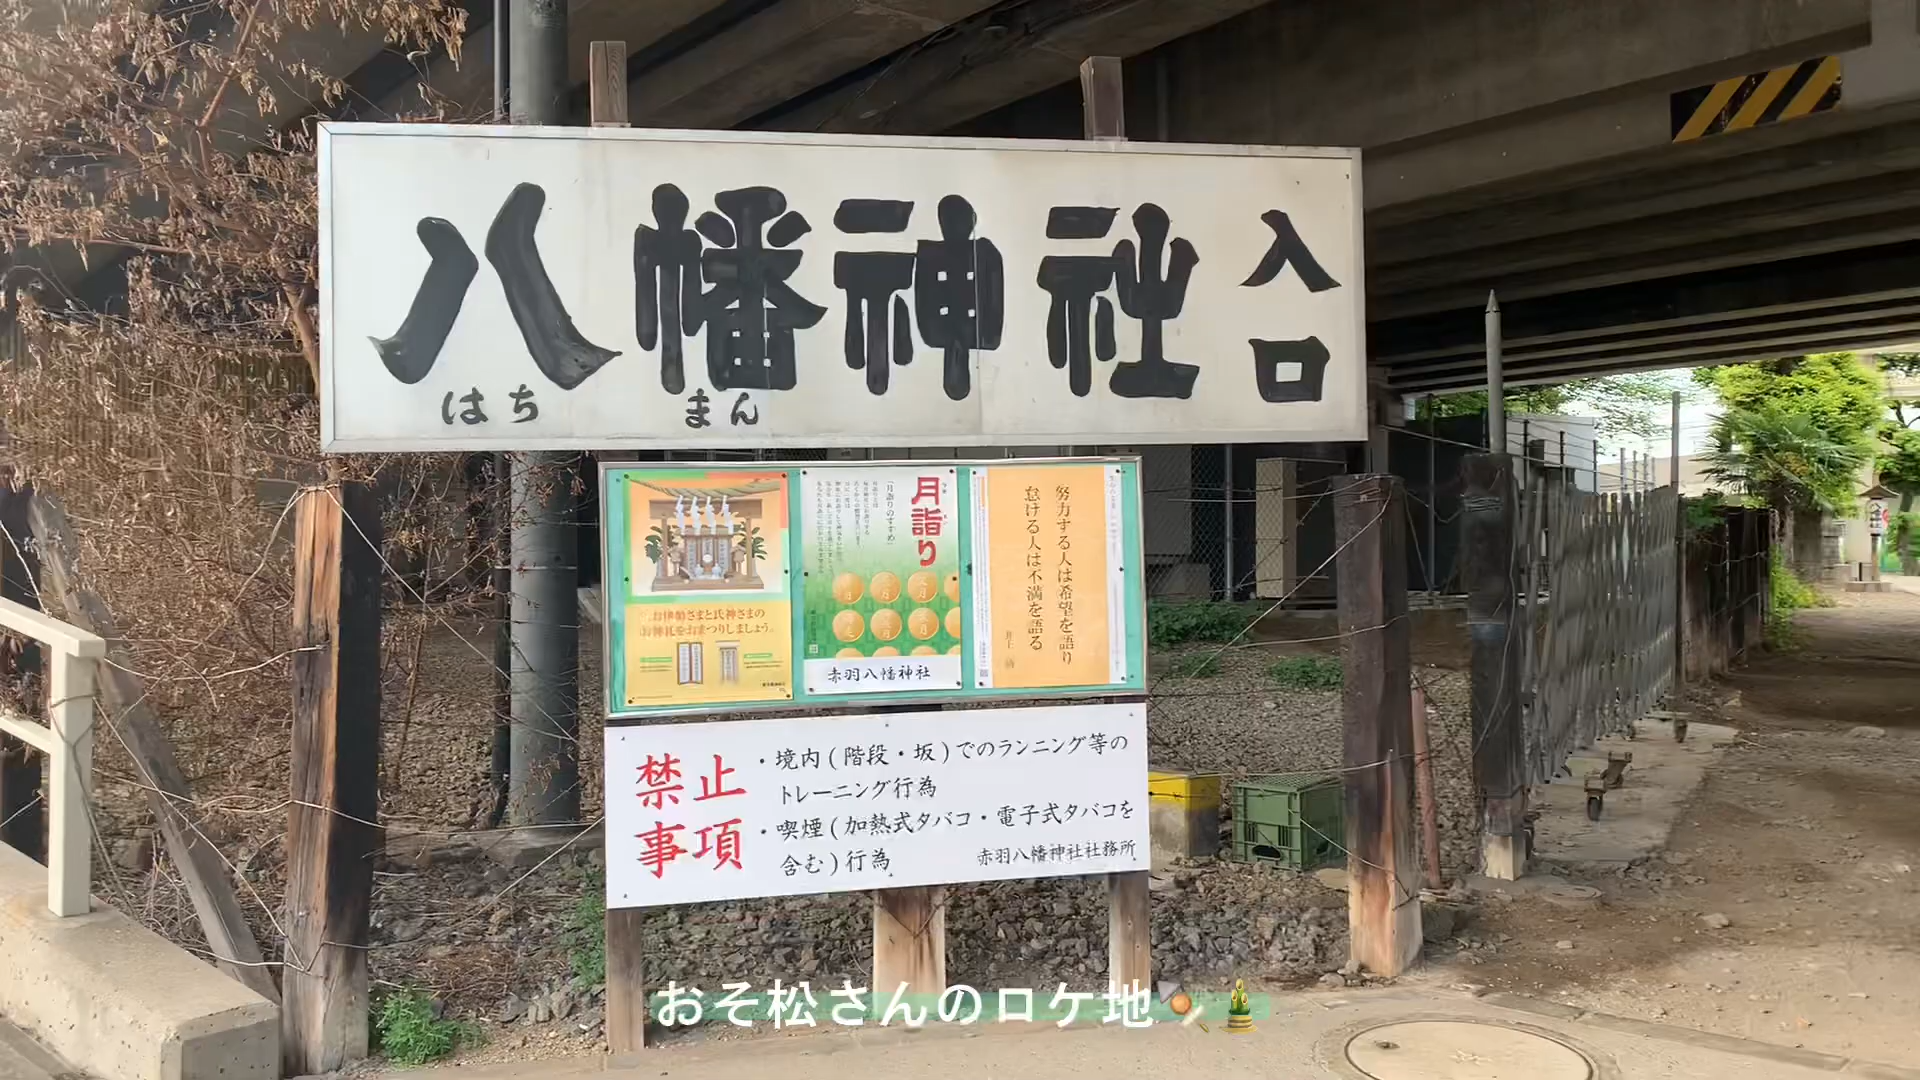 八幡神社
入口
はち まん
お伊勢さまと氏神さまの
お神札をおまつりしましょう。
月詣り
「月詣りのすすめ」
赤羽八幡神社
努力する人は希望を語り
怠ける人は不満を語る
井上 靖
禁止
事項
・境内(階段・坂)でのランニング等の
トレーニング行為
・喫煙(加熱式タバコ・電子式タバコを
含む)行為
赤羽八幡神社社務所
おそ松さんのロケ地🍢🎍